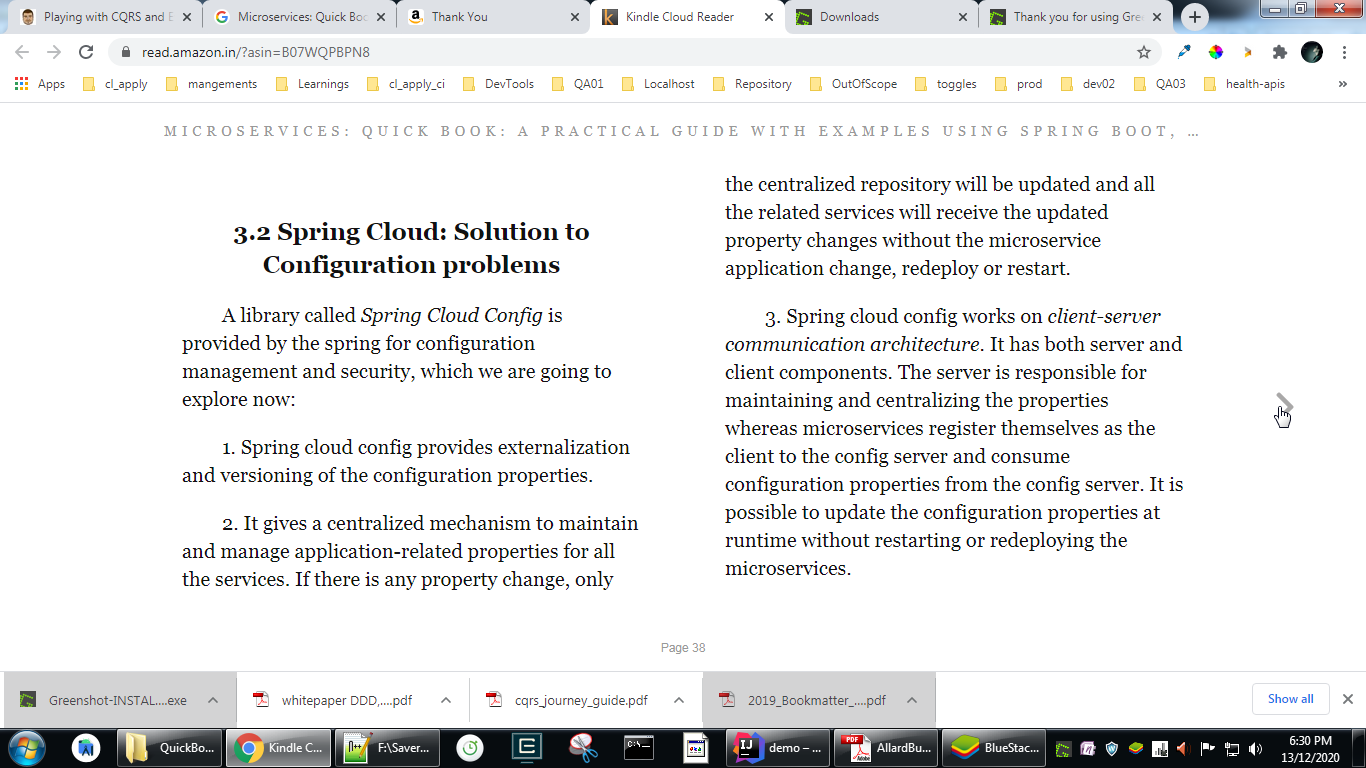 Playing with CQRS and E
Microservices: Quick Boo
Thank You
Kindle Cloud Reader
Downloads
Thank you for using Gre
read.amazon.in/?asin=B07WQPBPN8
Apps
cl_apply
mangements
Learnings
cl_apply_ci
DevTools
QA01
Localhost
Repository
OutOfScope
toggles
prod
dev02
QA03
health-apis
»
MICROSERVICES: QUICK BOOK: A PRACTICAL GUIDE WITH EXAMPLES USING SPRING BOOT, …
3.2 Spring Cloud: Solution to
Configuration problems
A library called Spring Cloud Config is
provided by the spring for configuration
management and security, which we are going to
explore now:
1. Spring cloud config provides externalization
and versioning of the configuration properties.
2. It gives a centralized mechanism to maintain
and manage application-related properties for all
the services. If there is any property change, only
the centralized repository will be updated and all
the related services will receive the updated
property changes without the microservice
application change, redeploy or restart.
3. Spring cloud config works on client-server
communication architecture. It has both server and
client components. The server is responsible for
maintaining and centralizing the properties
whereas microservices register themselves as the
client to the config server and consume
configuration properties from the config server. It is
possible to update the configuration properties at
runtime without restarting or redeploying the
microservices.
Page 38
Greenshot-INSTAL....exe
whitepaper DDD,....pdf
cqrs_journey_guide.pdf
2019_Bookmatter_....pdf
Show all
QuickBo...
Kindle C...
F:\Saver...
demo – ...
AllardBu...
BlueStac...
6:30 PM
13/12/2020